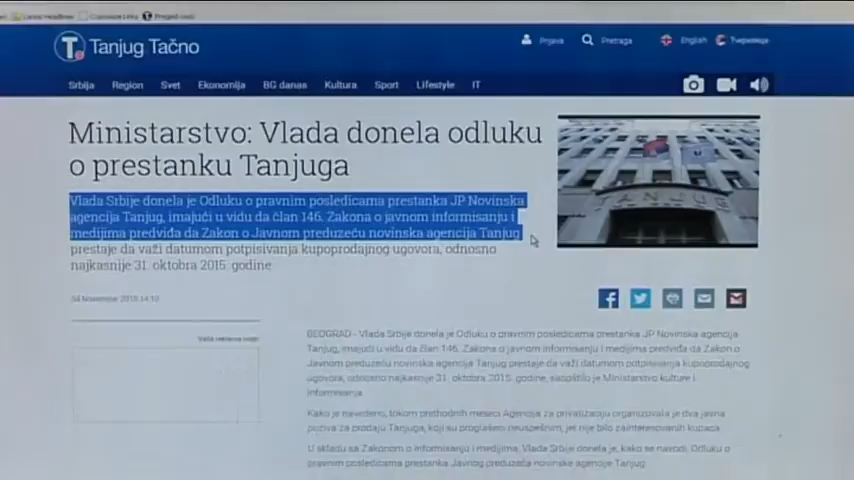 Tanjug Tačno
Prijava
Pretraga
English
Ћирилица
Srbija Region Svet Ekonomija BG danas Kultura Sport Lifestyle IT
Ministarstvo: Vlada donela odluku
o prestanku Tanjuga
TANJUG
Vlada Srbije donela je Odluku o pravnim posledicama prestanka JP Novinska
agencija Tanjug, imajući u vidu da član 146. Zakona o javnom informisanju i
medijima predviđa da Zakon o Javnom preduzeću novinska agencija Tanjug
prestaje da važi datumom potpisivanja kupoprodajnog ugovora, odnosno
najkasnije 31. oktobra 2015. godine
04 Novembar 2015 14:10
BEOGRAD - Vlada Srbije donela je Odluku o pravnim posledicama prestanka JP Novinska agencija
Tanjug, imajući u vidu da član 146. Zakona o javnom informisanju i medijima predviđa da Zakon o
Javnom preduzeću novinska agencija Tanjug prestaje da važi datumom potpisivanja kupoprodajnog
ugovora, odnosno najkasnije 31. oktobra 2015. godine, saopštilo je Ministarstvo kulture i
informisanja.
Kako je navedeno, tokom prethodnih meseci Agencija za privatizaciju organizovala je dva javna
poziva za prodaju Tanjuga, koji su proglašeni neuspešnim, jer nije bilo zainteresovanih kupaca.
U skladu sa Zakonom o informisanju i medijima, Vlada Srbije donela je, kako se navodi, Odluku o
pravnim posledicama prestanka Javnog preduzeća novinske agencije Tanjug.